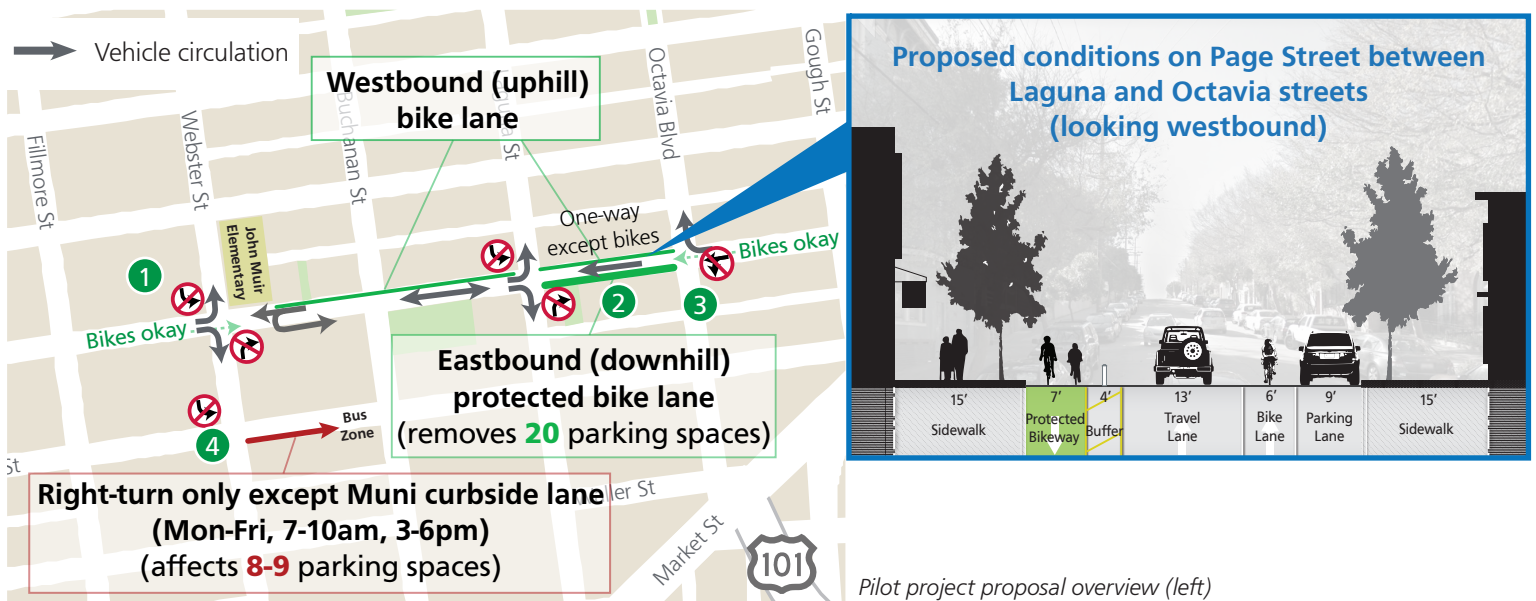 Vehicle circulation
Westbound (uphill)
bike lane
Fillmore St
Webster St
Buchanan St
St
Octavia Blvd
Gough St
John Muir
Elementary
One-way
except bikes
Bikes okay
1
2
3
Bikes okay
Eastbound (downhill)
protected bike lane
(removes 20 parking spaces)
4
Bus
Zone
St
Right-turn only except Muni curbside lane
(Mon-Fri, 7-10am, 3-6pm)
(affects 8-9 parking spaces)
St
Market St
101
Proposed conditions on Page Street between
Laguna and Octavia streets
(looking westbound)
15' 7' 4' 13' 6' 9' 15'
Sidewalk Protected Bikeway Buffer Travel Lane Bike Lane Parking Lane Sidewalk
Pilot project proposal overview (left)